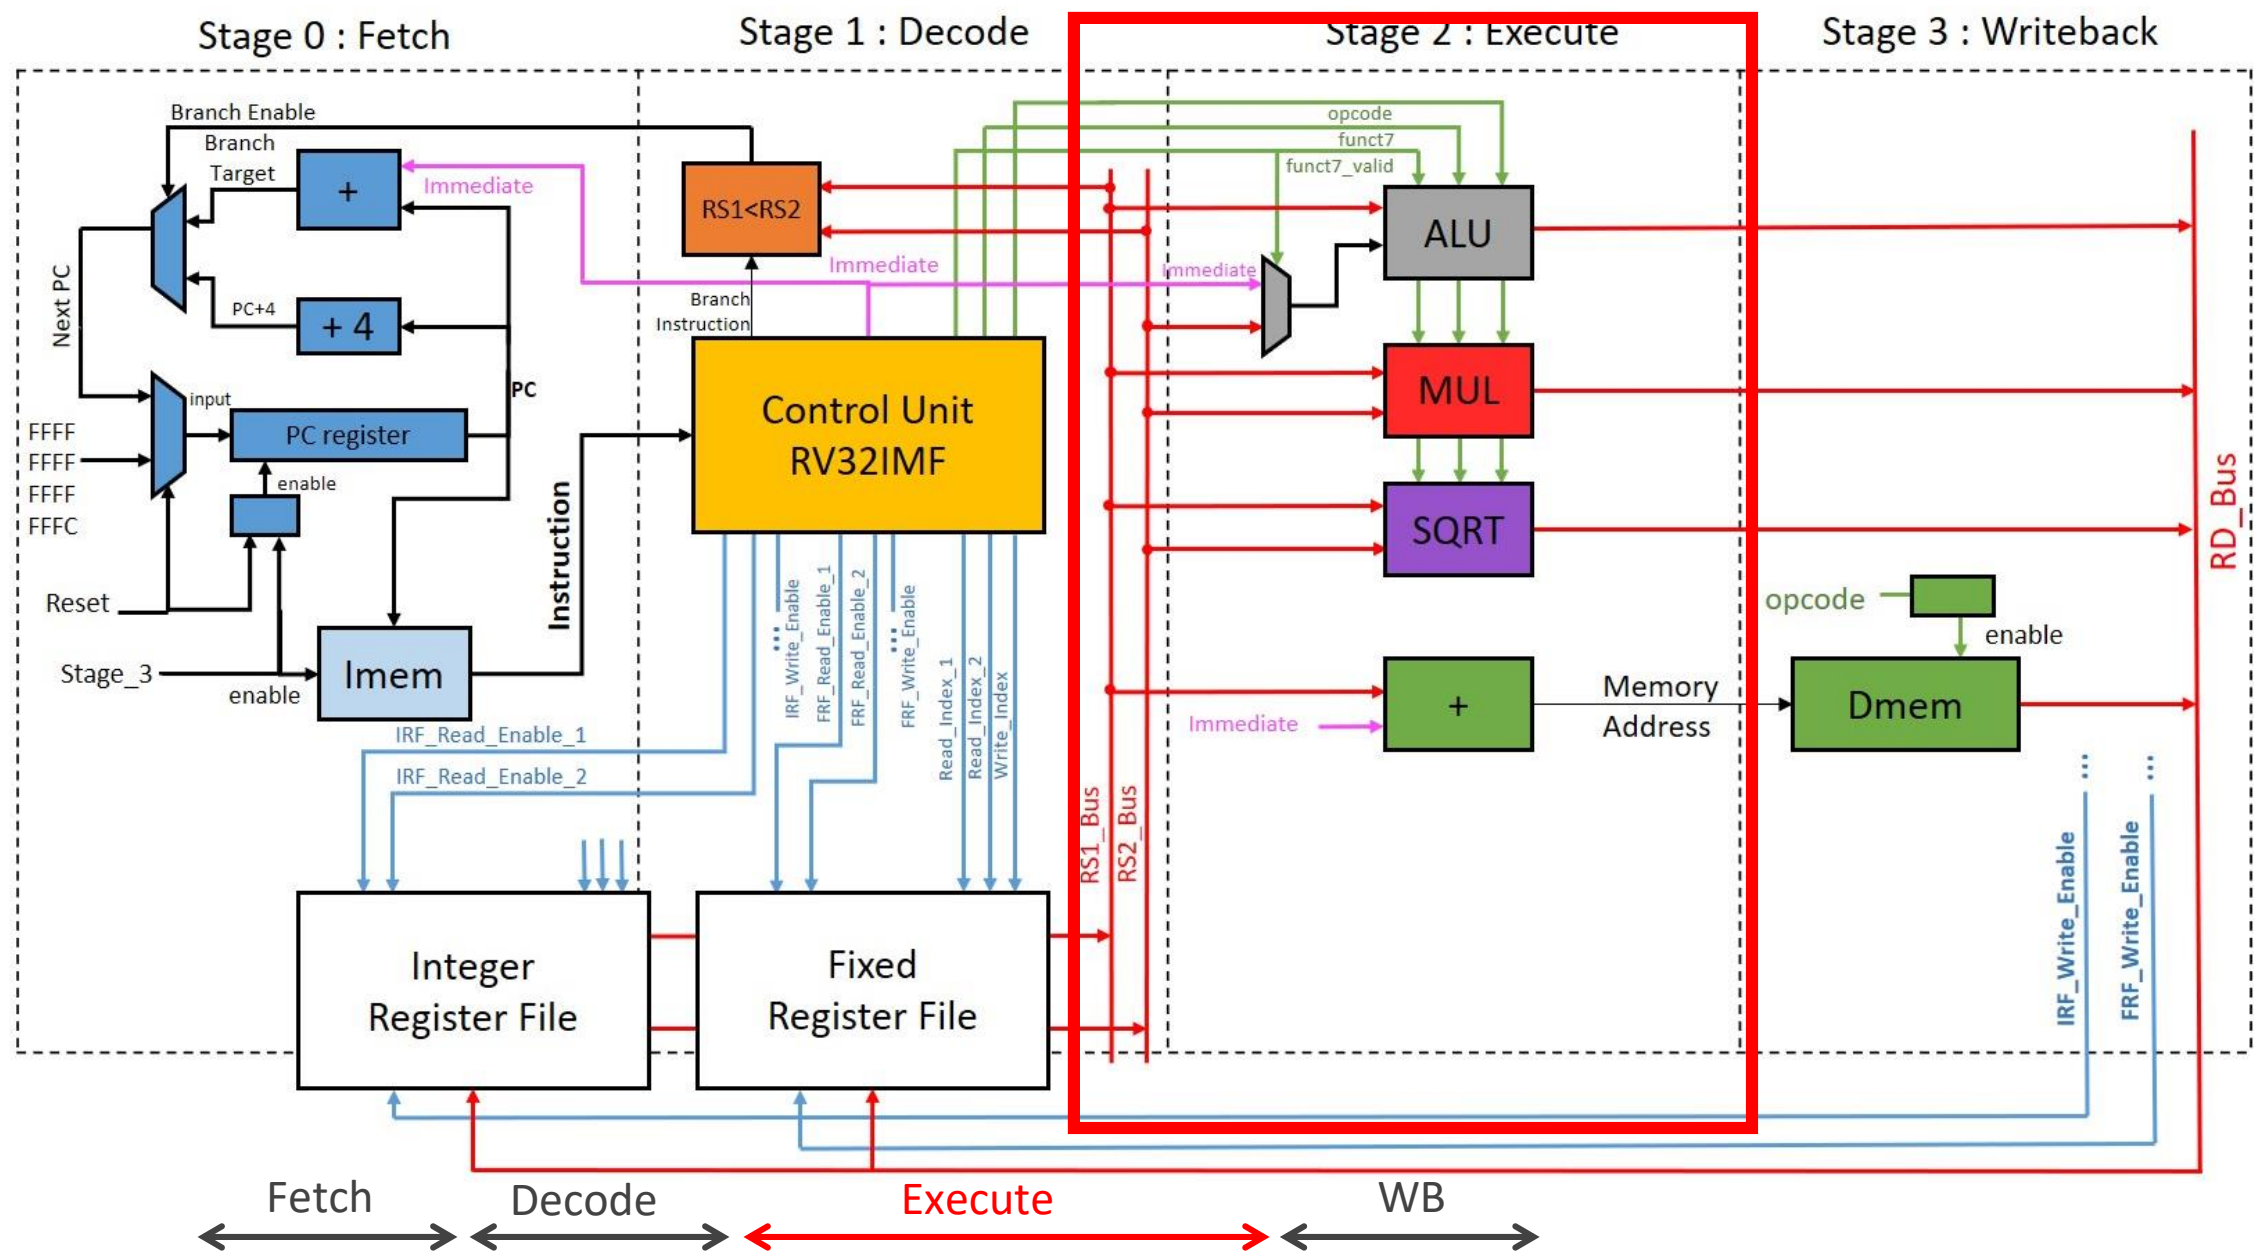 Stage 0 : Fetch
Stage 1 : Decode
Stage 2 : Execute
Stage 3 : Writeback
Branch Enable
Branch
Target
+
Immediate
Next PC
PC+4
+ 4
PC
input
PC register
FFFF
FFFF
FFFF
FFFC
enable
Reset
Stage_3
enable
Imem
Instruction
IRF_Read_Enable_1
IRF_Read_Enable_2
Integer
Register File
RS1<RS2
Immediate
Branch
Instruction
Control Unit
RV32IMF
IRF_Write_Enable
FRF_Read_Enable_1
FRF_Read_Enable_2
FRF_Write_Enable
Read_Index_1
Read_Index_2
Write_Index
Fixed
Register File
RS1_Bus
RS2_Bus
opcode
funct7
funct7_valid
Immediate
ALU
MUL
SQRT
Immediate
+
Memory
Address
opcode
enable
Dmem
RD_Bus
IRF_Write_Enable
FRF_Write_Enable
Fetch
Decode
Execute
WB